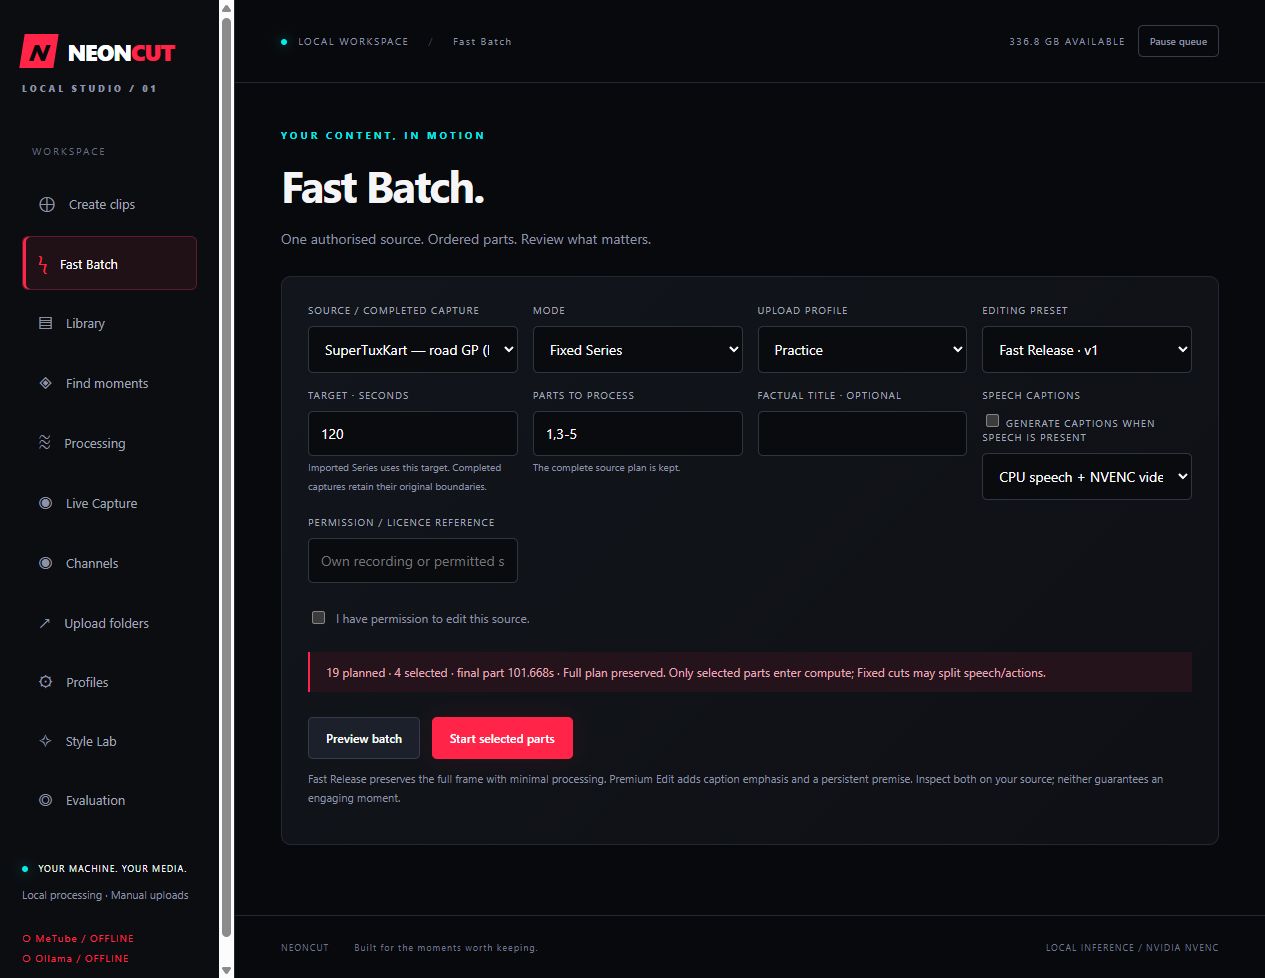 N NEONCUT
LOCAL STUDIO / 01
WORKSPACE
Create clips
Fast Batch
Library
Find moments
Processing
Live Capture
Channels
Upload folders
Profiles
Style Lab
Evaluation
YOUR MACHINE. YOUR MEDIA.
Local processing · Manual uploads
MeTube / OFFLINE
Ollama / OFFLINE
LOCAL WORKSPACE / Fast Batch
336.8 GB AVAILABLE Pause queue
YOUR CONTENT, IN MOTION
Fast Batch.
One authorised source. Ordered parts. Review what matters.
SOURCE / COMPLETED CAPTURE MODE UPLOAD PROFILE EDITING PRESET
SuperTuxKart — road GP ( Fixed Series Practice Fast Release · v1
TARGET · SECONDS PARTS TO PROCESS FACTUAL TITLE · OPTIONAL SPEECH CAPTIONS
120 1,3-5
GENERATE CAPTIONS WHEN
SPEECH IS PRESENT
Imported Series uses this target. Completed
captures retain their original boundaries.
The complete source plan is kept.
CPU speech + NVENC vide
PERMISSION / LICENCE REFERENCE
Own recording or permitted s
I have permission to edit this source.
19 planned · 4 selected · final part 101.668s · Full plan preserved. Only selected parts enter compute; Fixed cuts may split speech/actions.
Preview batch Start selected parts
Fast Release preserves the full frame with minimal processing. Premium Edit adds caption emphasis and a persistent premise. Inspect both on your source; neither guarantees an
engaging moment.
NEONCUT Built for the moments worth keeping. LOCAL INFERENCE / NVIDIA NVENC